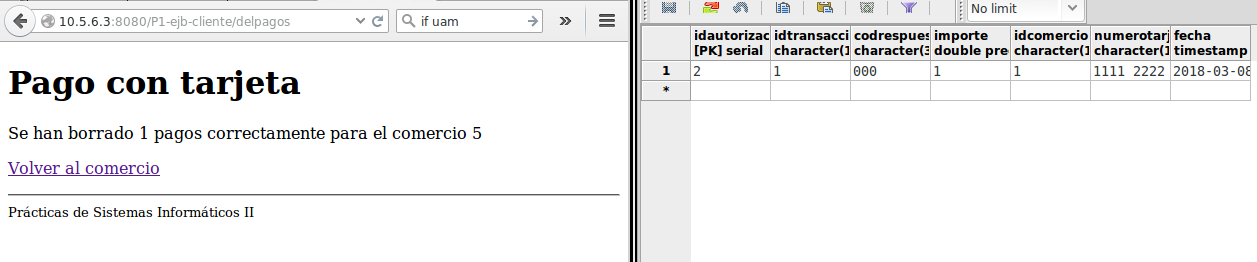 10.5.6.3:8080/P1-ejb-cliente/delpagos
if uam
»
Pago con tarjeta
Se han borrado 1 pagos correctamente para el comercio 5
Volver al comercio
Prácticas de Sistemas Informáticos II
No limit
idautorizac idtransacci codrespues importe idcomercio numerotarj fecha
[PK] serial character(1 character(3 double prec character(1 character(1 timestamp
1 2 1 000 1 1 1111 2222 2018-03-08
*